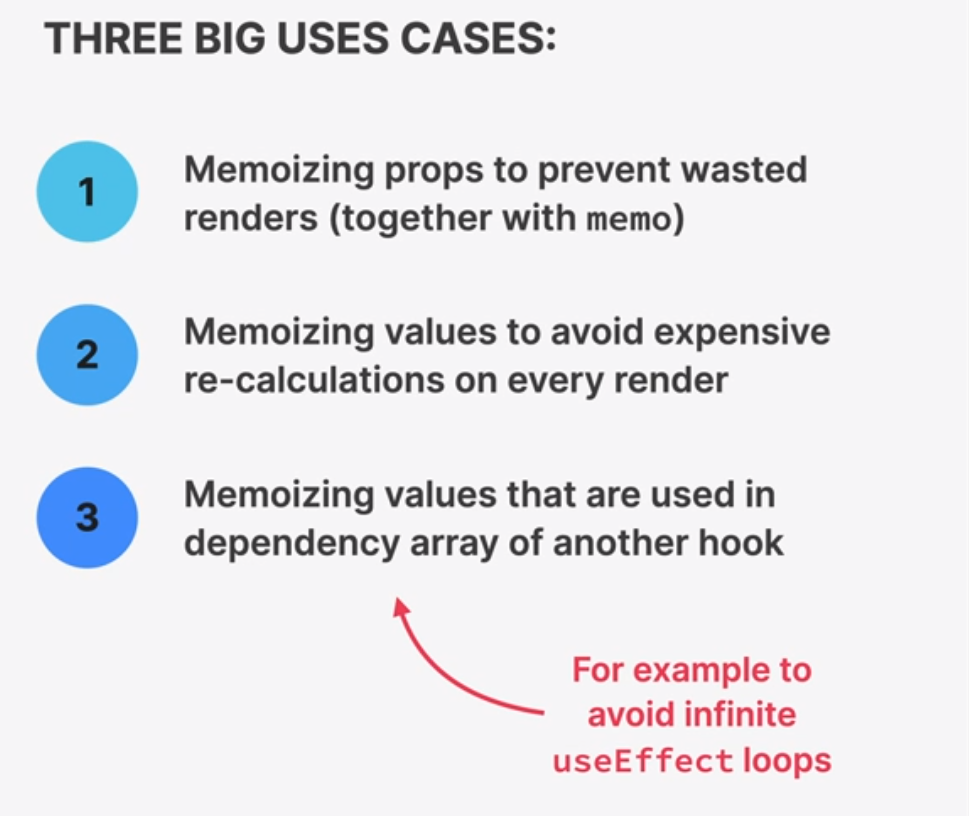 THREE BIG USES CASES:
1
Memoizing props to prevent wasted
renders (together with memo)
2
Memoizing values to avoid expensive
re-calculations on every render
3
Memoizing values that are used in
dependency array of another hook
For example to
avoid infinite
useEffect loops